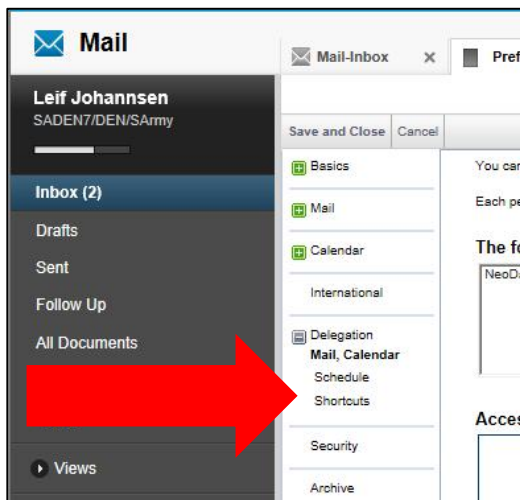 Mail
Mail-Inbox
Pref
Leif Johannsen
SADEN7/DEN/SArmy
Save and Close
Cancel
Inbox (2)
Drafts
Sent
Follow Up
All Documents
Views
Basics
Mail
Calendar
International
Delegation
Mail, Calendar
Schedule
Shortcuts
Security
Archive
You can
Each pe
The fo
NeoDa
Acces